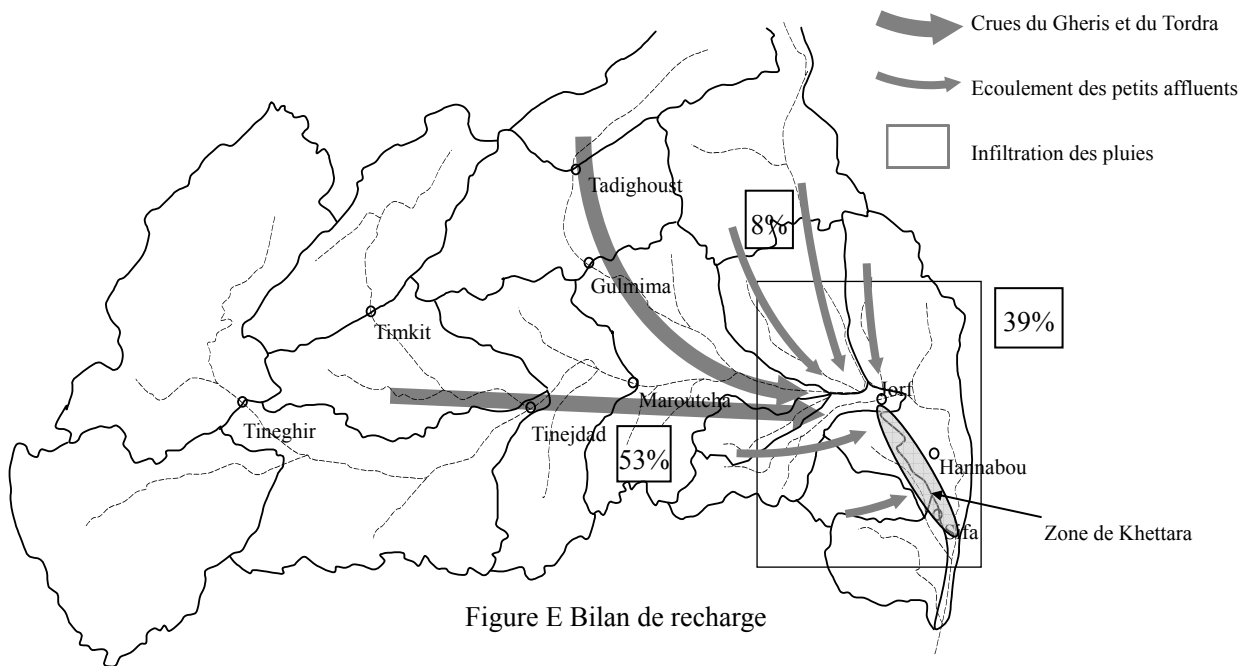 Crues du Gheris et du Tordra
Ecoulement des petits affluents
Infiltration des pluies
Tadighoust
8%
Gulmima
39%
Timkit
Jorf
Maroutcha
Tineghir
Tinejdad
53%
Hannabou
Sifa
Zone de Khettara
Figure E Bilan de recharge